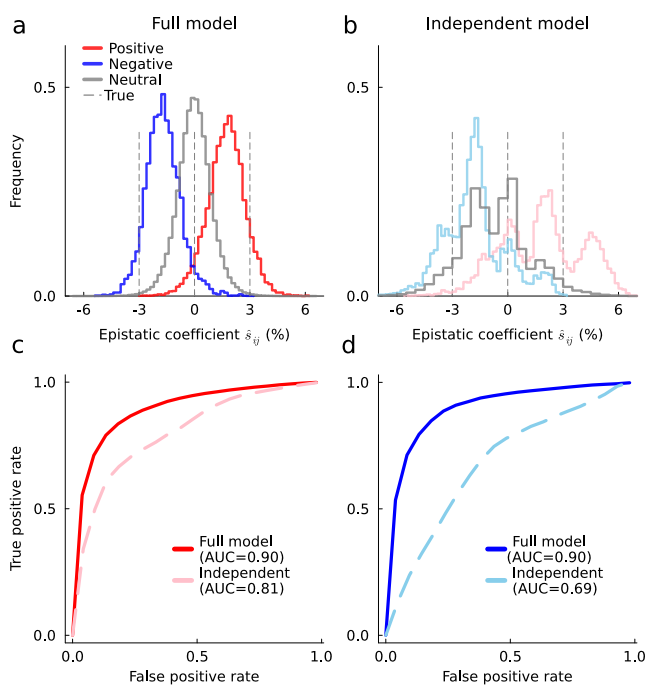 a Full model
b Independent model
Positive
Negative
Neutral
True
Frequency
0.5
0.0
-6 -3 0 3 6
Epistatic coefficient ŝij (%)
0.5
0.0
-6 -3 0 3 6
Epistatic coefficient ŝij (%)
c
True positive rate
1.0
0.5
0.0
Full model
(AUC=0.90)
Independent
(AUC=0.81)
0.0 0.5 1.0
False positive rate
d
1.0
0.5
0.0
Full model
(AUC=0.90)
Independent
(AUC=0.69)
0.0 0.5 1.0
False positive rate